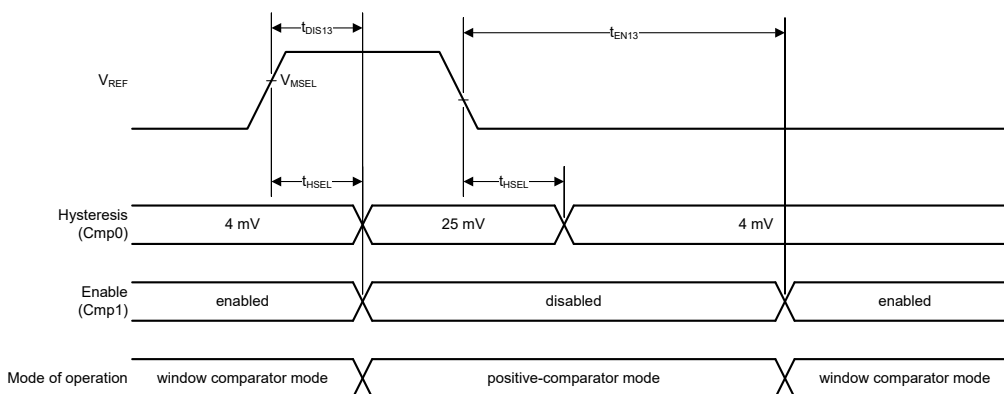 tDIS13
tEN13
VREF
VMSEL
tHSEL
tHSEL
Hysteresis
(Cmp0)
4 mV
25 mV
4 mV
Enable
(Cmp1)
enabled
disabled
enabled
Mode of operation
window comparator mode
positive-comparator mode
window comparator mode